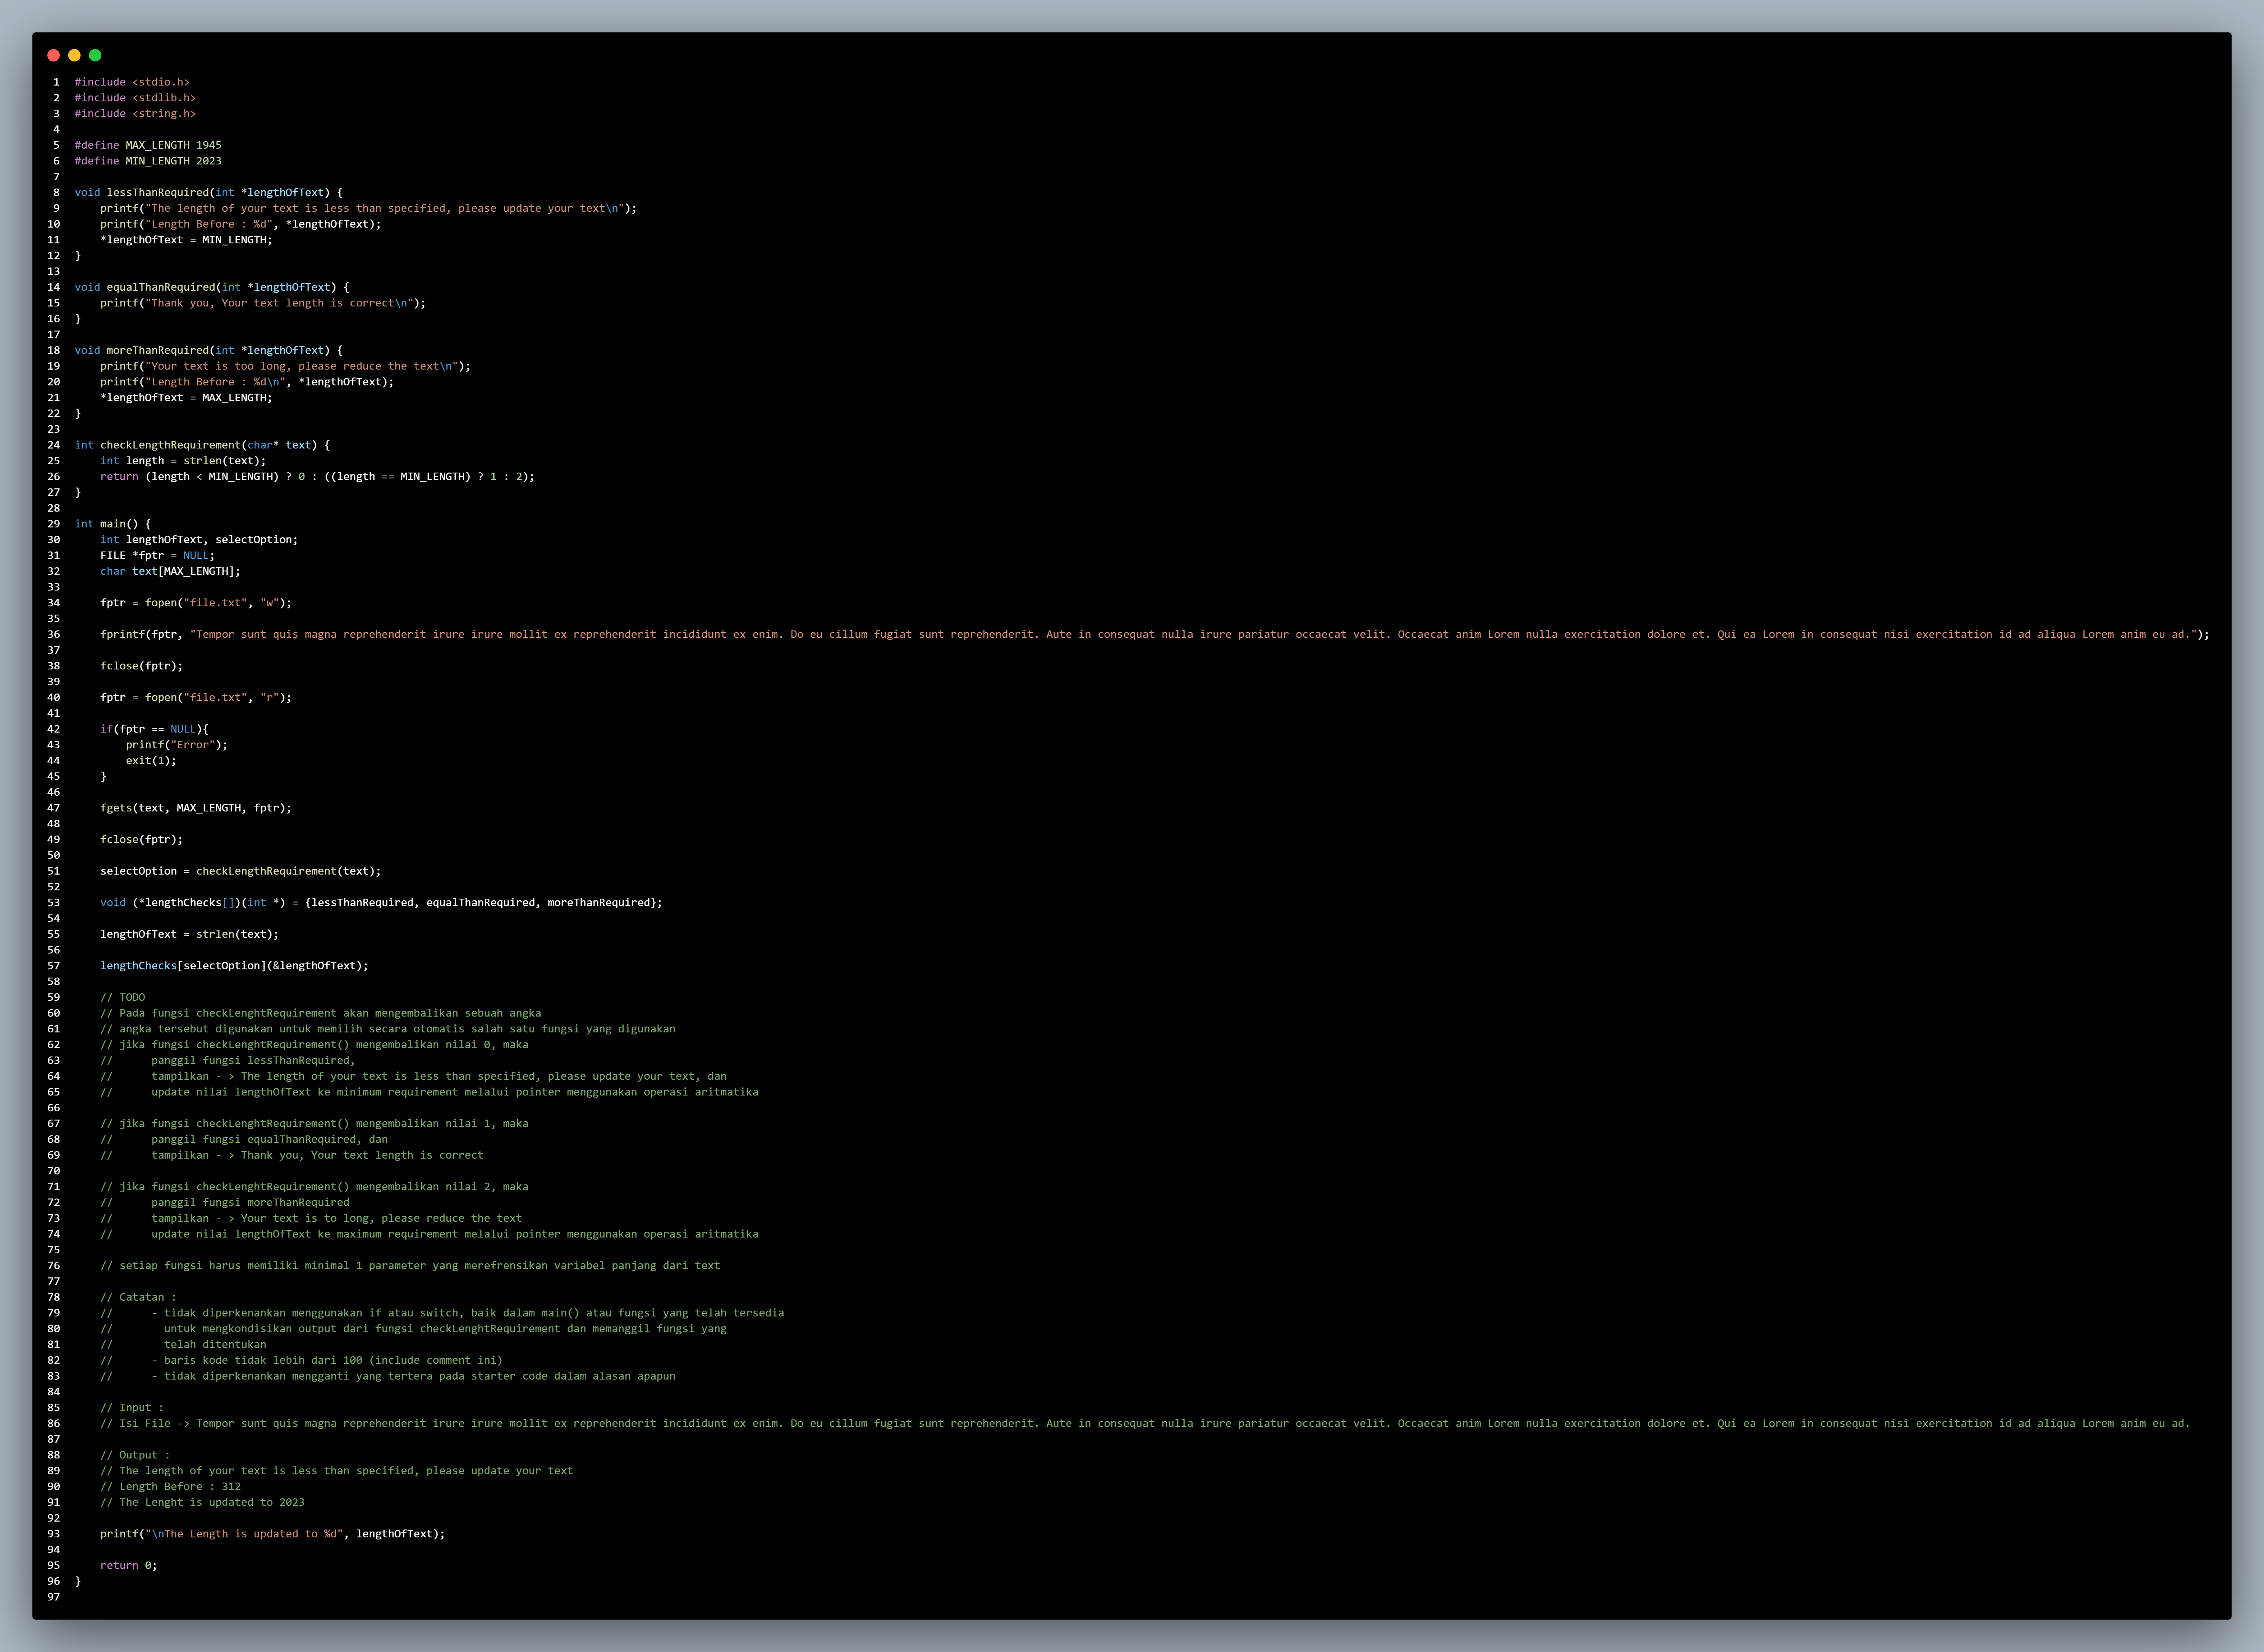 1 #include <stdio.h>
2 #include <stdlib.h>
3 #include <string.h>
4
5 #define MAX_LENGTH 1945
6 #define MIN_LENGTH 2023
7
8 void lessThanRequired(int *lengthOfText) {
9     printf("The length of your text is less than specified, please update your text\n");
10     printf("Length Before : %d", *lengthOfText);
11     *lengthOfText = MIN_LENGTH;
12 }
13
14 void equalThanRequired(int *lengthOfText) {
15     printf("Thank you, Your text length is correct\n");
16 }
17
18 void moreThanRequired(int *lengthOfText) {
19     printf("Your text is too long, please reduce the text\n");
20     printf("Length Before : %d\n", *lengthOfText);
21     *lengthOfText = MAX_LENGTH;
22 }
23
24 int checkLengthRequirement(char* text) {
25     int length = strlen(text);
26     return (length < MIN_LENGTH) ? 0 : ((length == MIN_LENGTH) ? 1 : 2);
27 }
28
29 int main() {
30     int lengthOfText, selectOption;
31     FILE *fptr = NULL;
32     char text[MAX_LENGTH];
33
34     fptr = fopen("file.txt", "w");
35
36     fprintf(fptr, "Tempor sunt quis magna reprehenderit irure irure mollit ex reprehenderit incididunt ex enim. Do eu cillum fugiat sunt reprehenderit. Aute in consequat nulla irure pariatur occaecat velit. Occaecat anim Lorem nulla exercitation dolore et. Qui ea Lorem in consequat nisi exercitation id ad aliqua Lorem anim eu ad.");
37
38     fclose(fptr);
39
40     fptr = fopen("file.txt", "r");
41
42     if(fptr == NULL){
43         printf("Error");
44         exit(1);
45     }
46
47     fgets(text, MAX_LENGTH, fptr);
48
49     fclose(fptr);
50
51     selectOption = checkLengthRequirement(text);
52
53     void (*lengthChecks[])(int *) = {lessThanRequired, equalThanRequired, moreThanRequired};
54
55     lengthOfText = strlen(text);
56
57     lengthChecks[selectOption](&lengthOfText);
58
59     // TODO
60     // Pada fungsi checkLenghtRequirement akan mengembalikan sebuah angka
61     // angka tersebut digunakan untuk memilih secara otomatis salah satu fungsi yang digunakan
62     // jika fungsi checkLenghtRequirement() mengembalikan nilai 0, maka
63     //      panggil fungsi lessThanRequired,
64     //      tampilkan - > The length of your text is less than specified, please update your text, dan
65     //      update nilai lengthOfText ke minimum requirement melalui pointer menggunakan operasi aritmatika
66
67     // jika fungsi checkLenghtRequirement() mengembalikan nilai 1, maka
68     //      panggil fungsi equalThanRequired, dan
69     //      tampilkan - > Thank you, Your text length is correct
70
71     // jika fungsi checkLenghtRequirement() mengembalikan nilai 2, maka
72     //      panggil fungsi moreThanRequired
73     //      tampilkan - > Your text is to long, please reduce the text
74     //      update nilai lengthOfText ke maximum requirement melalui pointer menggunakan operasi aritmatika
75
76     // setiap fungsi harus memiliki minimal 1 parameter yang merefrensikan variabel panjang dari text
77
78     // Catatan :
79     //      - tidak diperkenankan menggunakan if atau switch, baik dalam main() atau fungsi yang telah tersedia
80     //        untuk mengkondisikan output dari fungsi checkLenghtRequirement dan memanggil fungsi yang
81     //        telah ditentukan
82     //      - baris kode tidak lebih dari 100 (include comment ini)
83     //      - tidak diperkenankan mengganti yang tertera pada starter code dalam alasan apapun
84
85     // Input :
86     // Isi File -> Tempor sunt quis magna reprehenderit irure irure mollit ex reprehenderit incididunt ex enim. Do eu cillum fugiat sunt reprehenderit. Aute in consequat nulla irure pariatur occaecat velit. Occaecat anim Lorem nulla exercitation dolore et. Qui ea Lorem in consequat nisi exercitation id ad aliqua Lorem anim eu ad.
87
88     // Output :
89     // The length of your text is less than specified, please update your text
90     // Length Before : 312
91     // The Lenght is updated to 2023
92
93     printf("\nThe Length is updated to %d", lengthOfText);
94
95     return 0;
96 }
97